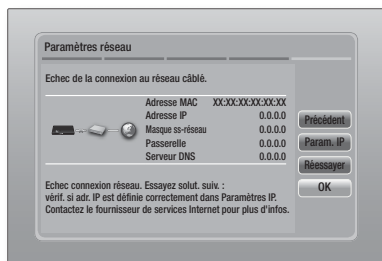 Paramètres réseau
Echec de la connexion au réseau câblé.
Adresse MAC XX:XX:XX:XX:XX:XX
Adresse IP 0.0.0.0
Masque ss-réseau 0.0.0.0
Passerelle 0.0.0.0
Serveur DNS 0.0.0.0
Précédent
Param. IP
Réessayer
OK
Echec connexion réseau. Essayez solut. suiv. :
vérif. si adr. IP est définie correctement dans Paramètres IP.
Contactez le fournisseur de services Internet pour plus d'infos.